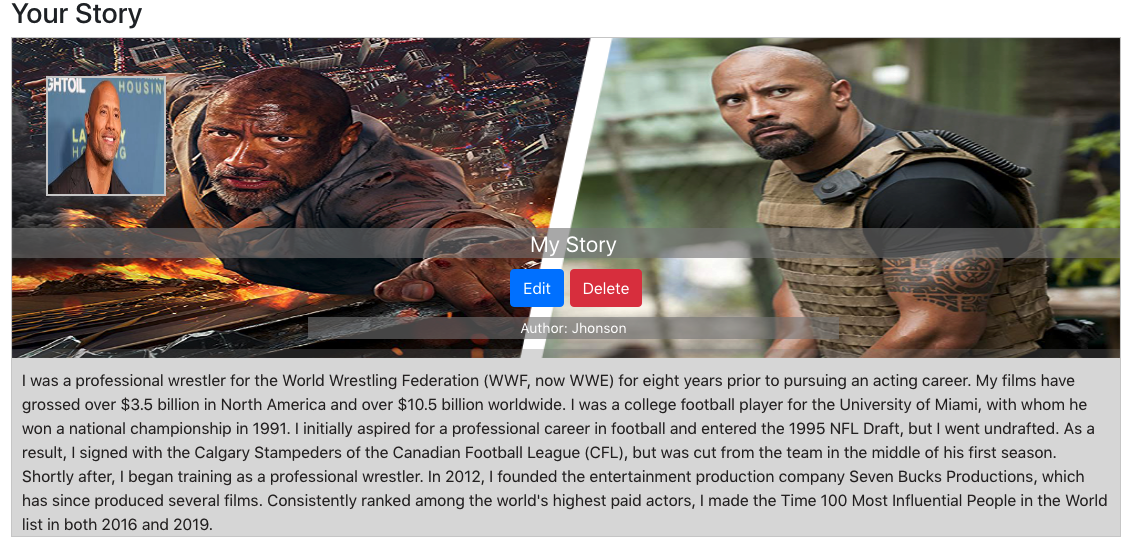 Your Story
GHTOIL HOUSIN
My Story
Edit Delete
Author: Jhonson
I was a professional wrestler for the World Wrestling Federation (WWF, now WWE) for eight years prior to pursuing an acting career. My films have
grossed over $3.5 billion in North America and over $10.5 billion worldwide. I was a college football player for the University of Miami, with whom he
won a national championship in 1991. I initially aspired for a professional career in football and entered the 1995 NFL Draft, but I went undrafted. As a
result, I signed with the Calgary Stampeders of the Canadian Football League (CFL), but was cut from the team in the middle of his first season.
Shortly after, I began training as a professional wrestler. In 2012, I founded the entertainment production company Seven Bucks Productions, which
has since produced several films. Consistently ranked among the world's highest paid actors, I made the Time 100 Most Influential People in the World
list in both 2016 and 2019.